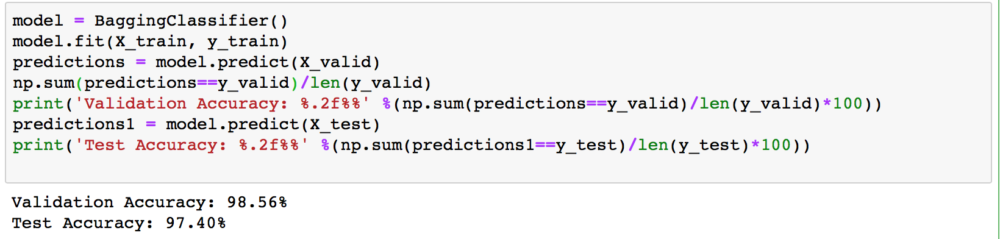 model = BaggingClassifier()
model.fit(X_train, y_train)
predictions = model.predict(X_valid)
np.sum(predictions==y_valid)/len(y_valid)
print('Validation Accuracy: %.2f%%' %(np.sum(predictions==y_valid)/len(y_valid)*100))
predictions1 = model.predict(X_test)
print('Test Accuracy: %.2f%%' %(np.sum(predictions1==y_test)/len(y_test)*100))
Validation Accuracy: 98.56%
Test Accuracy: 97.40%